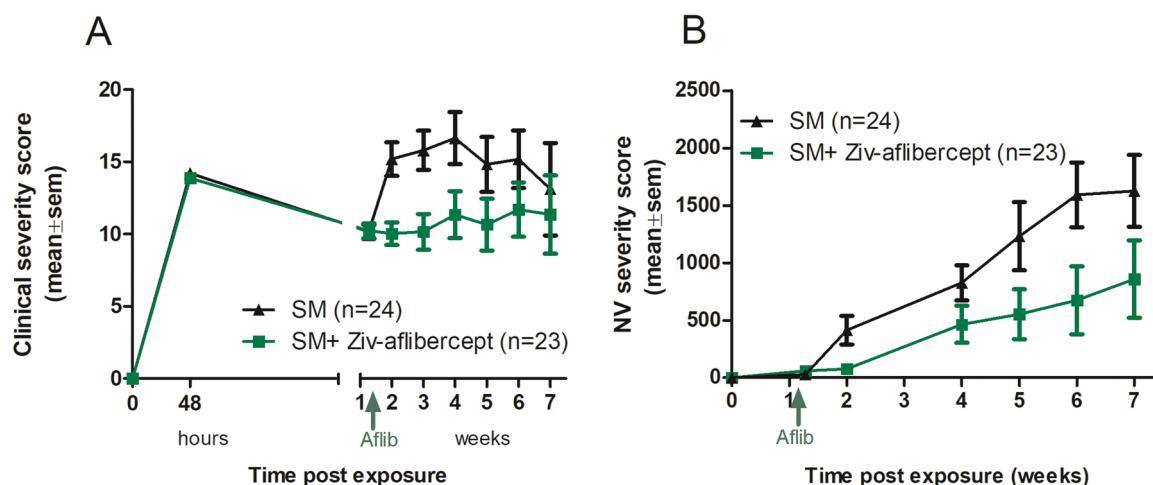 A
Clinical severity score
(mean±sem)
20
15
10
5
0
SM (n=24)
SM+ Ziv-aflibercept (n=23)
0 48 1 2 3 4 5 6 7
hours Aflib weeks
Time post exposure
B
NV severity score
(mean±sem)
2500
2000
1500
1000
500
0
SM (n=24)
SM+ Ziv-aflibercept (n=23)
0 1 2 3 4 5 6 7
Aflib
Time post exposure (weeks)